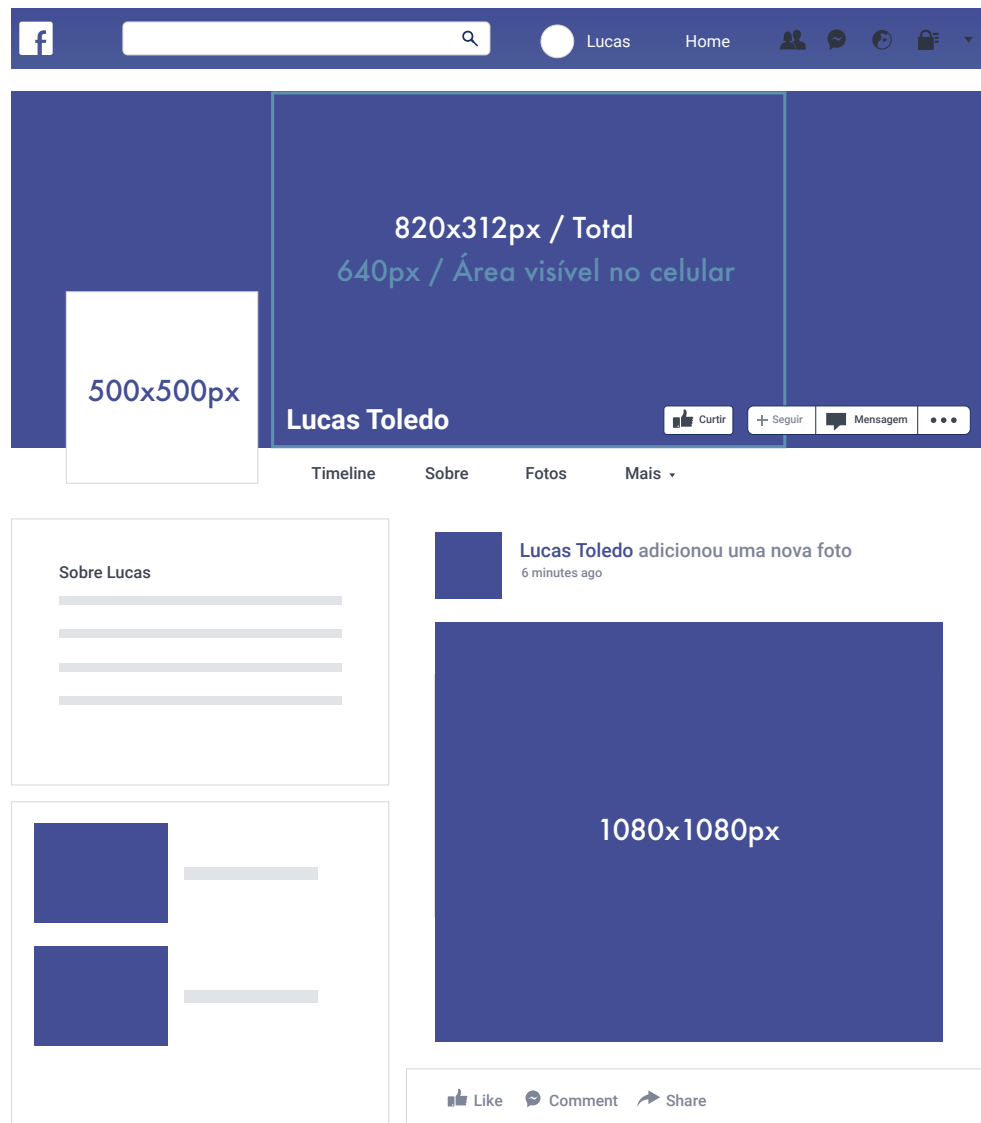 f
Lucas Home
820x312px / Total
640px / Área visível no celular
500x500px
Lucas Toledo
Curtir
+ Seguir
Mensagem
Timeline Sobre Fotos Mais
Sobre Lucas
Lucas Toledo adicionou uma nova foto
6 minutes ago
1080x1080px
Like Comment Share